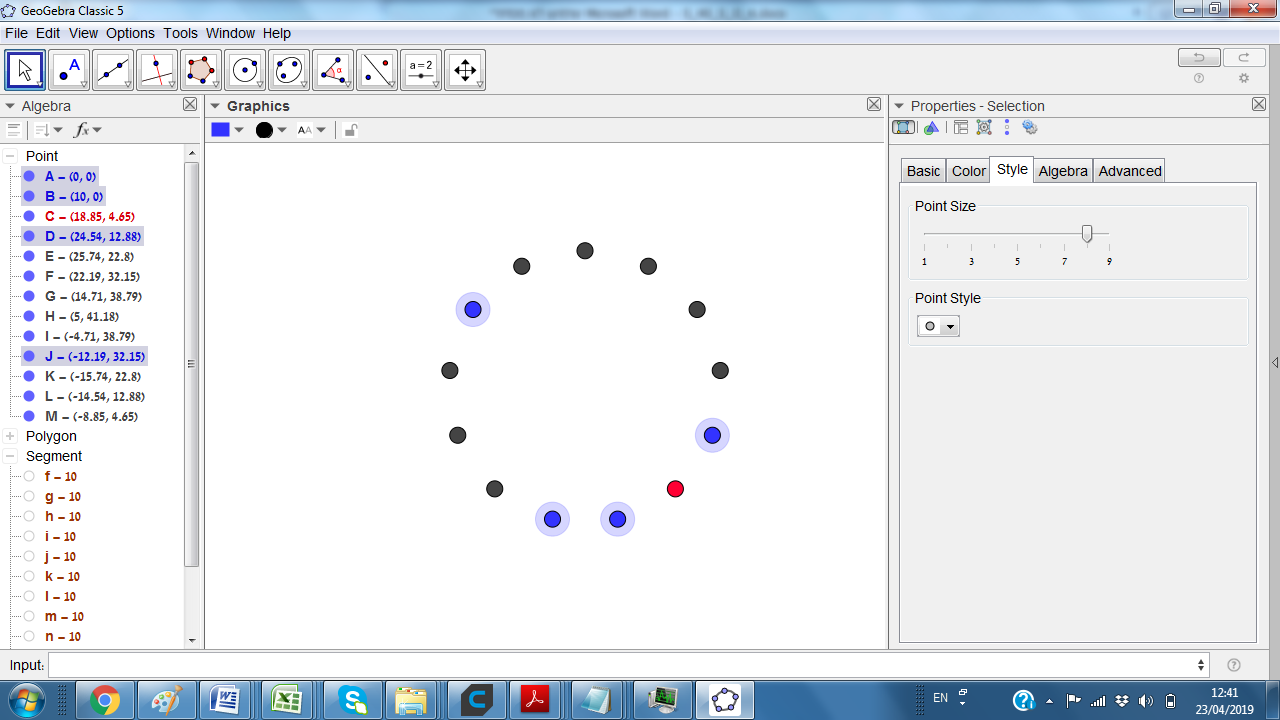 GeoGebra Classic 5
File Edit View Options Tools Window Help
A
α
a = 2
Algebra
Graphics
Properties - Selection
fx
AA
Point
A = (0, 0)
B = (10, 0)
C = (18.85, 4.65)
D = (24.54, 12.88)
E = (25.74, 22.8)
F = (22.19, 32.15)
G = (14.71, 38.79)
H = (5, 41.18)
I = (-4.71, 38.79)
J = (-12.19, 32.15)
K = (-15.74, 22.8)
L = (-14.54, 12.88)
M = (-8.85, 4.65)
Polygon
Segment
f = 10
g = 10
h = 10
i = 10
j = 10
k = 10
l = 10
m = 10
n = 10
Basic Color Style Algebra Advanced
Point Size
1 3 5 7 9
Point Style
Input:
EN
12:41
23/04/2019